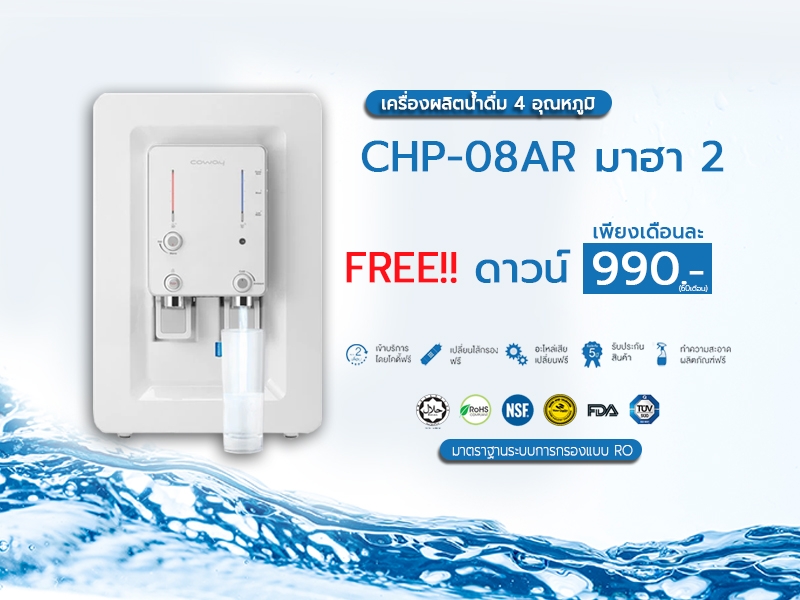 coway
เครื่องผลิตน้ำดื่ม 4 อุณหภูมิ
CHP-08AR มาฮา 2
เพียงเดือนละ
FREE!! ดาวน์ 990.-
2
เข้าบริการ
โดยโคดี้ฟรี
เปลี่ยนไส้กรอง
ฟรี
อะไหล่เสีย
เปลี่ยนฟรี
5
รับประกัน
สินค้า
ทำความสะอาด
ผลิตภัณฑ์ฟรี
RoHS
NSF
FDA
TÜV
มาตราฐานระบบการกรองแบบ RO